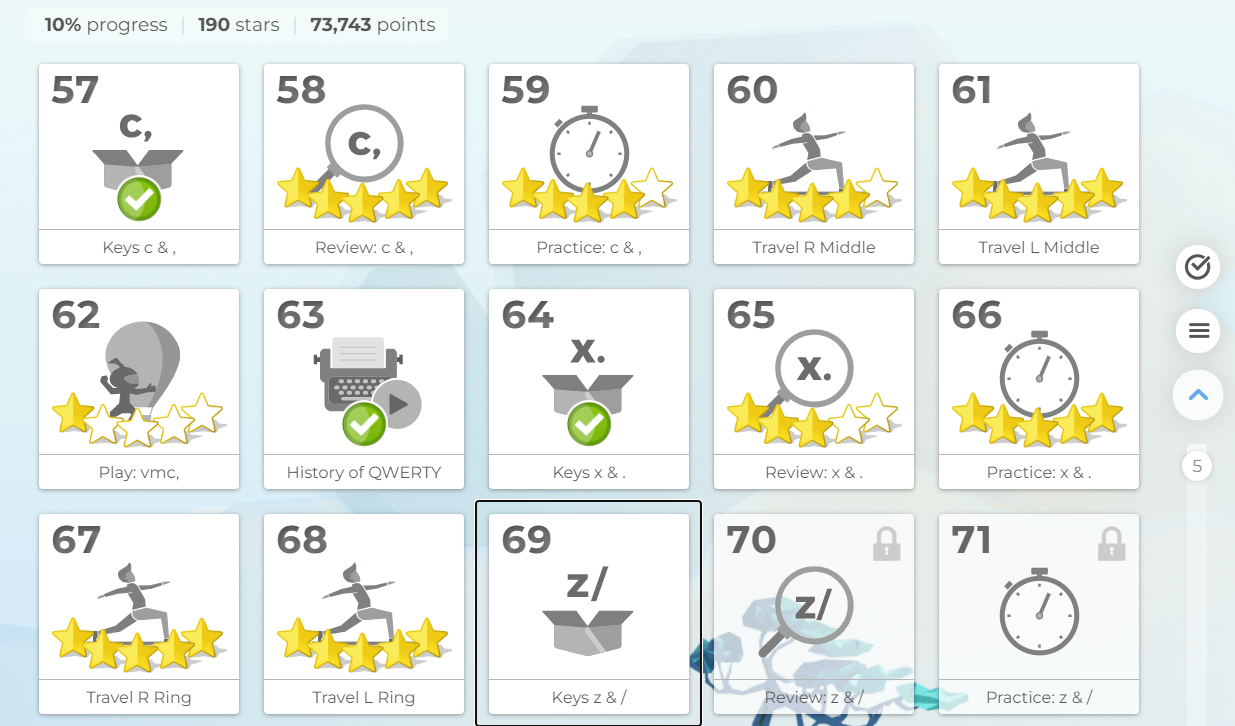 10% progress | 190 stars | 73,743 points
57
c,
Keys c & ,
58
c,
Review: c & ,
59
Practice: c & ,
60
Travel R Middle
61
Travel L Middle
62
Play: vmc,
63
History of QWERTY
64
x.
Keys x & .
65
x.
Review: x & .
66
Practice: x & .
67
Travel R Ring
68
Travel L Ring
69
z/
Keys z & /
70
z/
Review: z & /
71
Practice: z & /
5